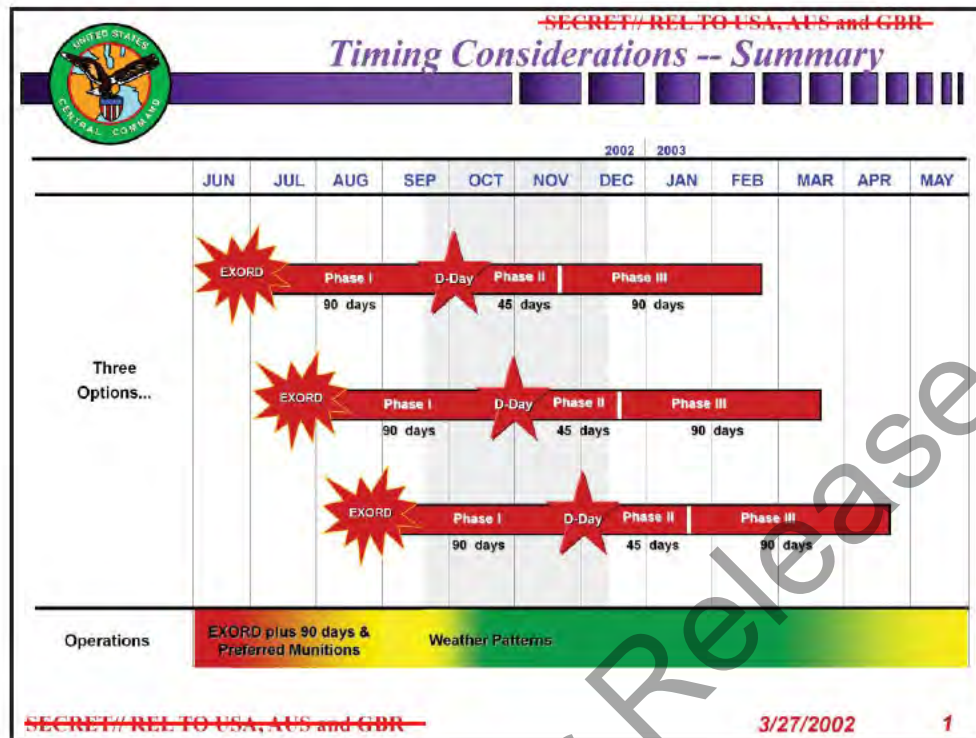 SECRET// REL TO USA, AUS and GBR
Timing Considerations -- Summary
UNITED STATES
CENTRAL COMMAND
2002 2003
JUN JUL AUG SEP OCT NOV DEC JAN FEB MAR APR MAY
EXORD Phase I D-Day Phase II Phase III
90 days 45 days 90 days
Three
Options...
EXORD Phase I D-Day Phase II Phase III
90 days 45 days 90 days
EXORD Phase I D-Day Phase II Phase III
90 days 45 days 90 days
Operations
EXORD plus 90 days &
Preferred Munitions
Weather Patterns
Release
SECRET// REL TO USA, AUS and GBR
3/27/2002 1